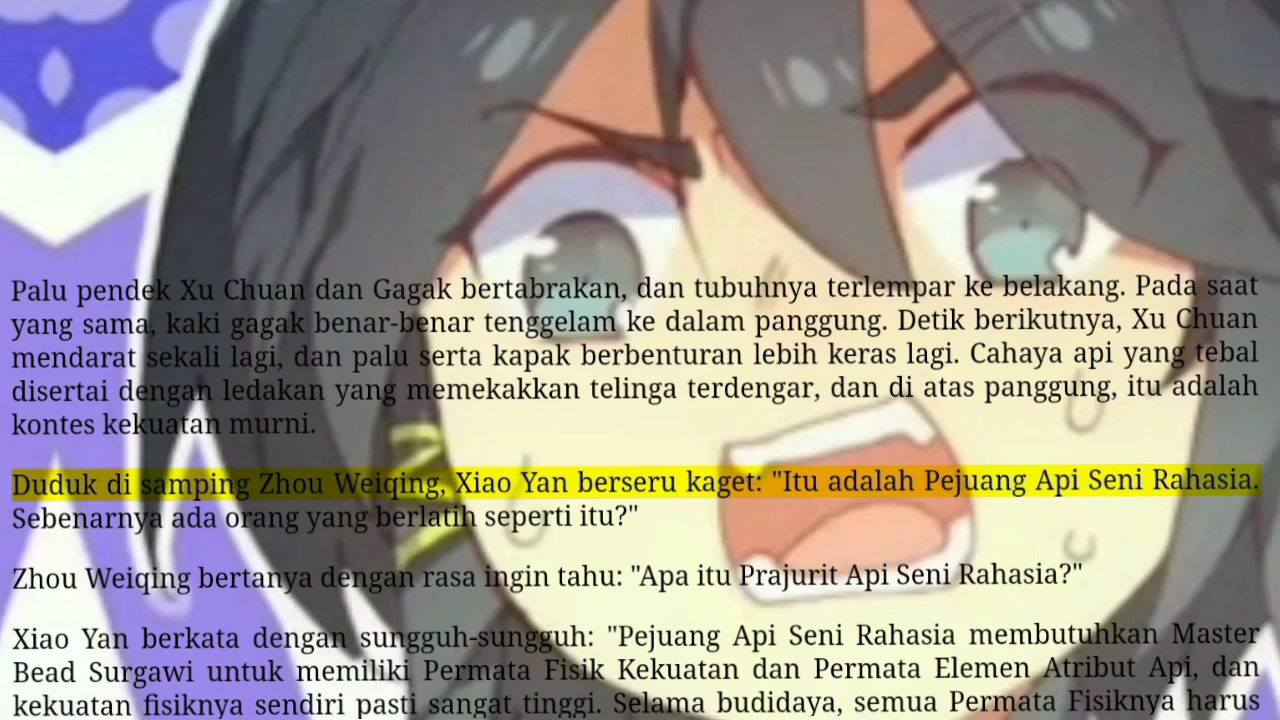 Palu pendek Xu Chuan dan Gagak bertabrakan, dan tubuhnya terlempar ke belakang. Pada saat
yang sama, kaki gagak benar-benar tenggelam ke dalam panggung. Detik berikutnya, Xu Chuan
mendarat sekali lagi, dan palu serta kapak berbenturan lebih keras lagi. Cahaya api yang tebal
disertai dengan ledakan yang memekakkan telinga terdengar, dan di atas panggung, itu adalah
kontes kekuatan murni.
Duduk di samping Zhou Weiqing, Xiao Yan berseru kaget: "Itu adalah Pejuang Api Seni Rahasia.
Sebenarnya ada orang yang berlatih seperti itu?"
Zhou Weiqing bertanya dengan rasa ingin tahu: "Apa itu Prajurit Api Seni Rahasia?"
Xiao Yan berkata dengan sungguh-sungguh: "Pejuang Api Seni Rahasia membutuhkan Master
Bead Surgawi untuk memiliki Permata Fisik Kekuatan dan Permata Elemen Atribut Api, dan
kekuatan fisiknya sendiri pasti sangat tinggi. Selama budidaya, semua Permata Fisiknya harus